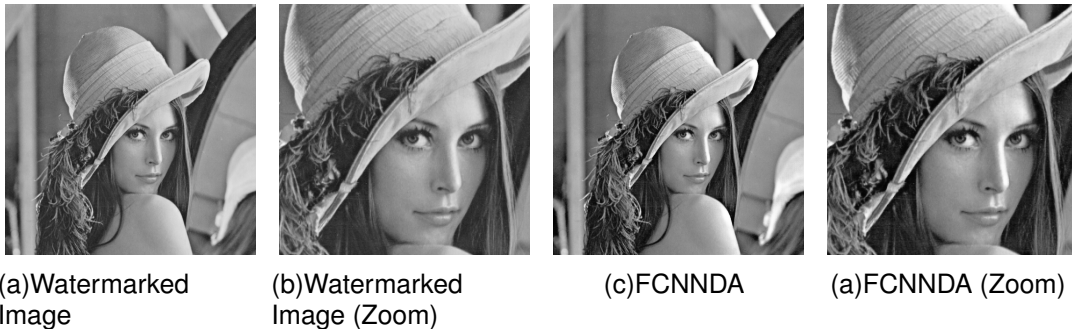 (a)Watermarked
Image
(b)Watermarked
Image (Zoom)
(c)FCNNDA
(a)FCNNDA (Zoom)